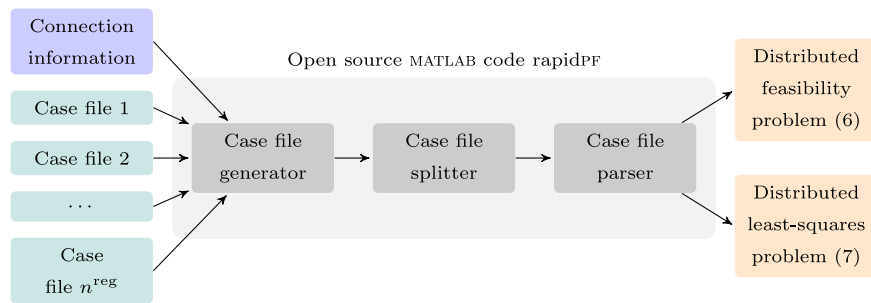 Connection
information
Case file 1
Case file 2
...
Case
file n^reg
Open source MATLAB code rapidPF
Case file
generator
Case file
splitter
Case file
parser
Distributed
feasibility
problem (6)
Distributed
least-squares
problem (7)